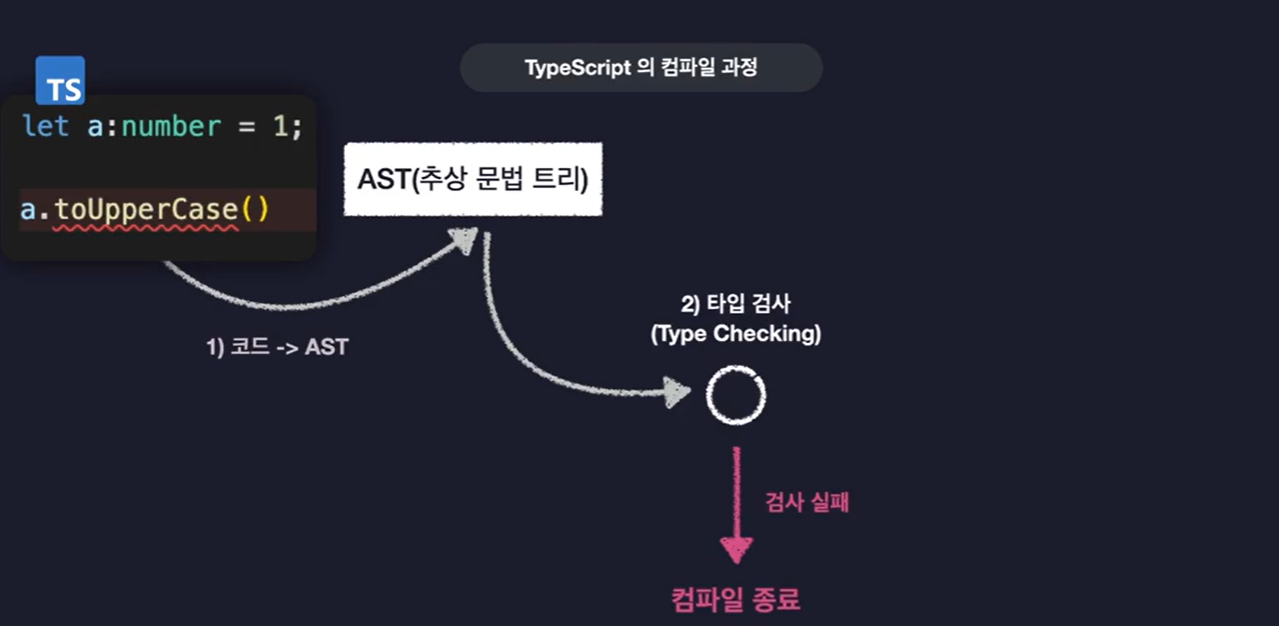 TypeScript 의 컴파일 과정
TS
let a:number = 1;
a.toUpperCase()
AST(추상 문법 트리)
1) 코드 -> AST
2) 타입 검사
(Type Checking)
검사 실패
컴파일 종료